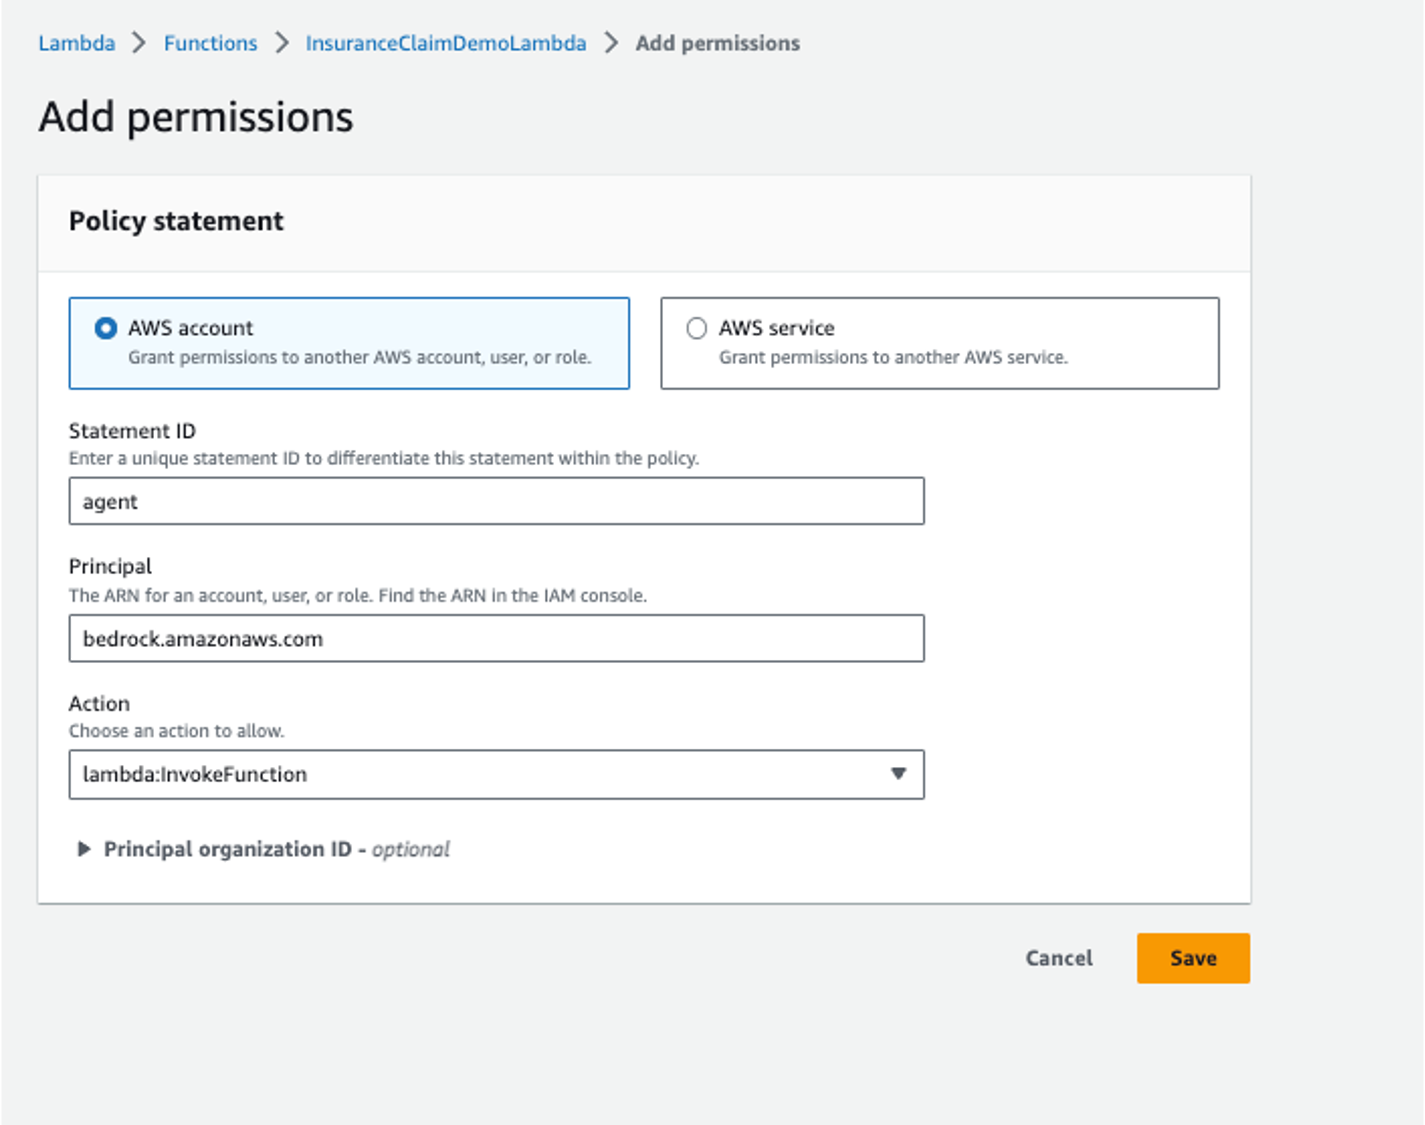 Lambda > Functions > InsuranceClaimDemoLambda > Add permissions
Add permissions
Policy statement
AWS account
Grant permissions to another AWS account, user, or role.
AWS service
Grant permissions to another AWS service.
Statement ID
Enter a unique statement ID to differentiate this statement within the policy.
agent
Principal
The ARN for an account, user, or role. Find the ARN in the IAM console.
bedrock.amazonaws.com
Action
Choose an action to allow.
lambda:InvokeFunction
Principal organization ID - optional
Cancel
Save